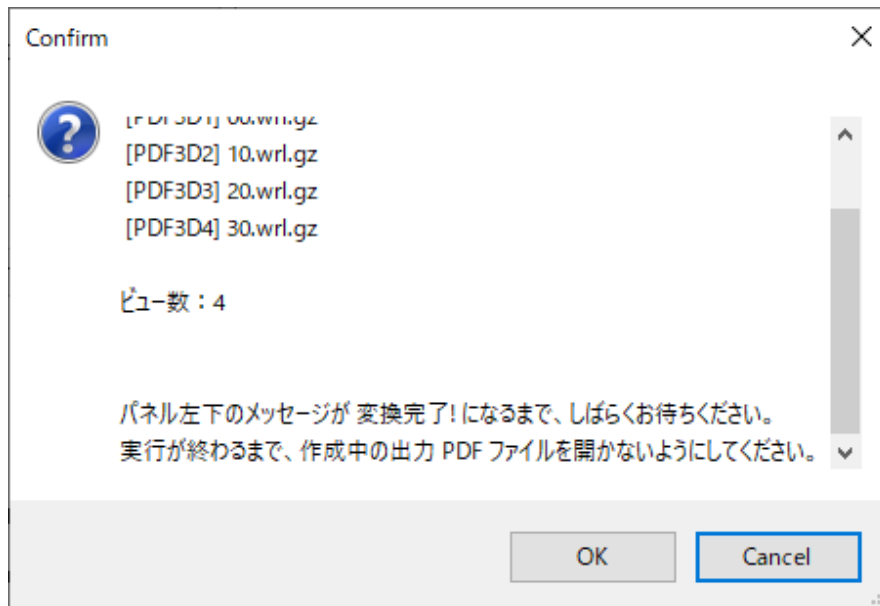 Confirm
[PDF3D1] 00.wrl.gz
[PDF3D2] 10.wrl.gz
[PDF3D3] 20.wrl.gz
[PDF3D4] 30.wrl.gz
ビュー数：4
パネル左下のメッセージが 変換完了! になるまで、しばらくお待ちください。
実行が終わるまで、作成中の出力 PDF ファイルを開かないようにしてください。
OK
Cancel